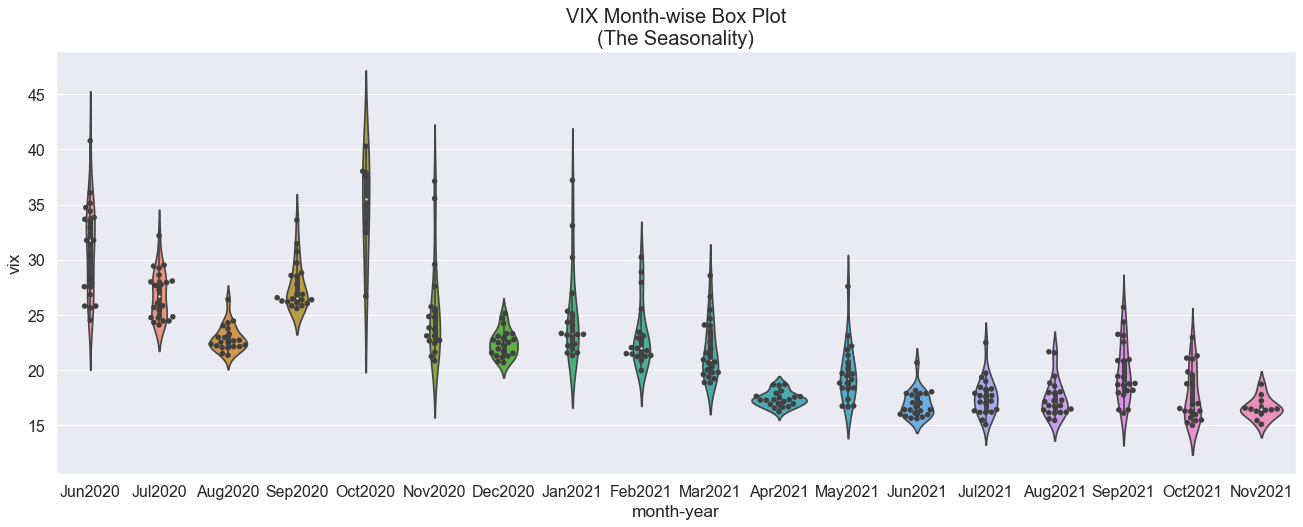 VIX Month-wise Box Plot
(The Seasonality)
45
40
35
30
25
20
15
vix
Jun2020 Jul2020 Aug2020 Sep2020 Oct2020 Nov2020 Dec2020 Jan2021 Feb2021 Mar2021 Apr2021 May2021 Jun2021 Jul2021 Aug2021 Sep2021 Oct2021 Nov2021
month-year